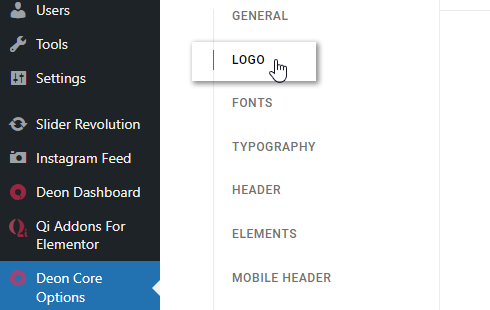 Users
Tools
Settings
Slider Revolution
Instagram Feed
Deon Dashboard
Qi Addons For
Elementor
Deon Core
Options
GENERAL
LOGO
FONTS
TYPOGRAPHY
HEADER
ELEMENTS
MOBILE HEADER